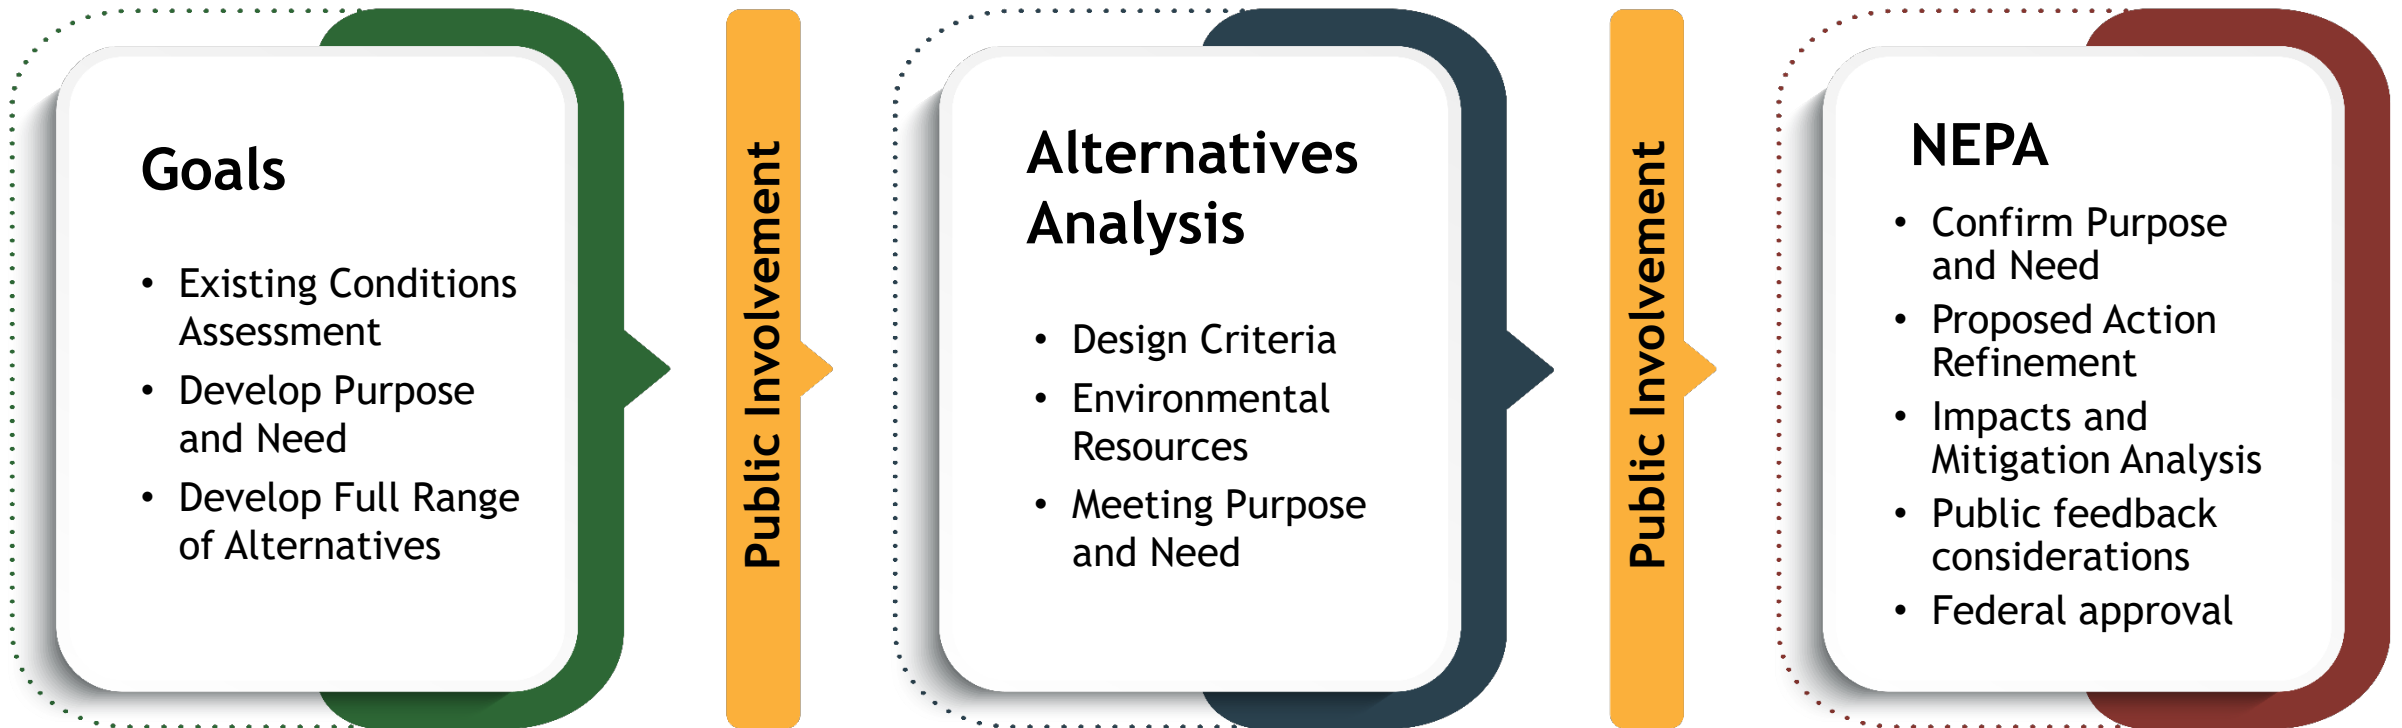 Goals
• Existing Conditions
Assessment
• Develop Purpose
and Need
• Develop Full Range
of Alternatives
Public Involvement
Alternatives
Analysis
• Design Criteria
• Environmental
Resources
• Meeting Purpose
and Need
Public Involvement
NEPA
• Confirm Purpose
and Need
• Proposed Action
Refinement
• Impacts and
Mitigation Analysis
• Public feedback
considerations
• Federal approval